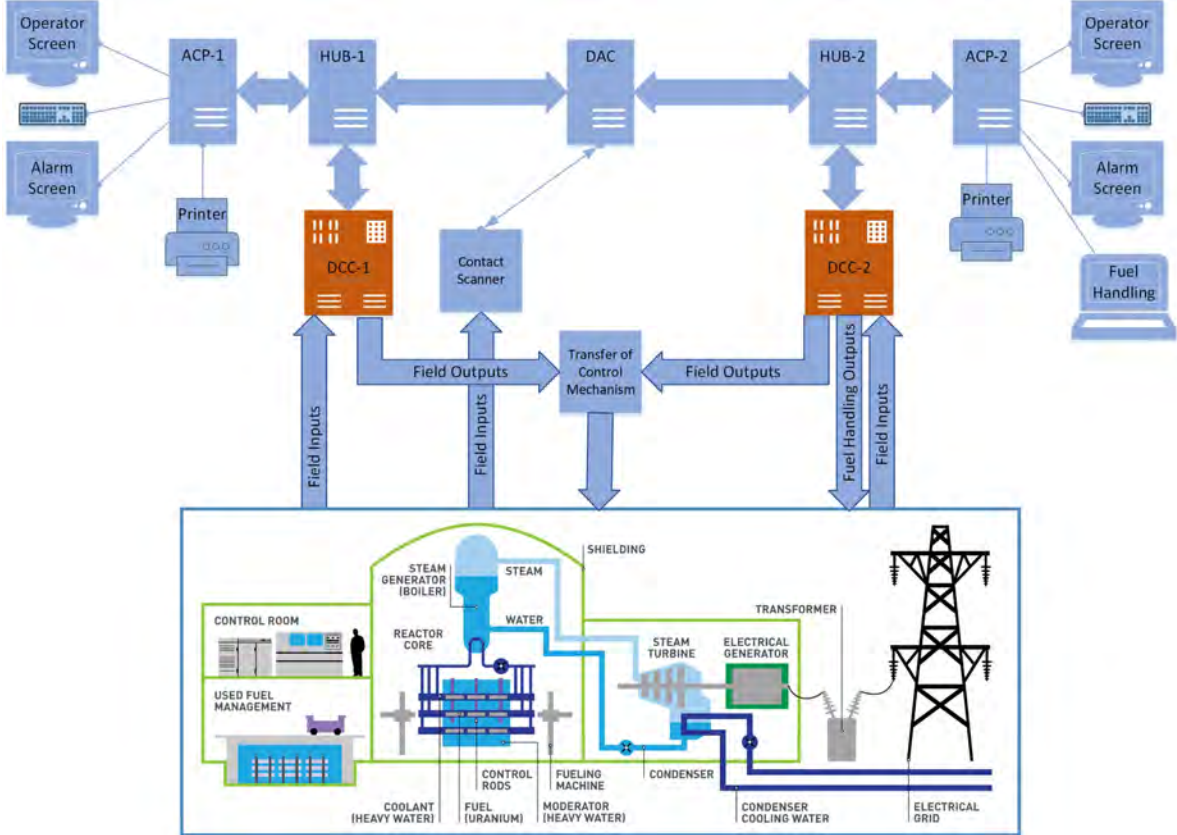 Operator
Screen
ACP-1
HUB-1
DAC
HUB-2
ACP-2
Operator
Screen
Alarm
Screen
Printer
Printer
Alarm
Screen
DCC-1
Contact
Scanner
DCC-2
Fuel
Handling
Field Outputs
Transfer of
Control
Mechanism
Field Outputs
Field Inputs
Field Inputs
Fuel Handling Outputs
Field Inputs
SHIELDING
STEAM
GENERATOR
(BOILER)
STEAM
TRANSFORMER
CONTROL ROOM
WATER
REACTOR
CORE
STEAM
TURBINE
ELECTRICAL
GENERATOR
USED FUEL
MANAGEMENT
CONTROL
RODS
FUELING
MACHINE
CONDENSER
COOLANT
(HEAVY WATER)
FUEL
(URANIUM)
MODERATOR
(HEAVY WATER)
CONDENSER
COOLING WATER
ELECTRICAL
GRID